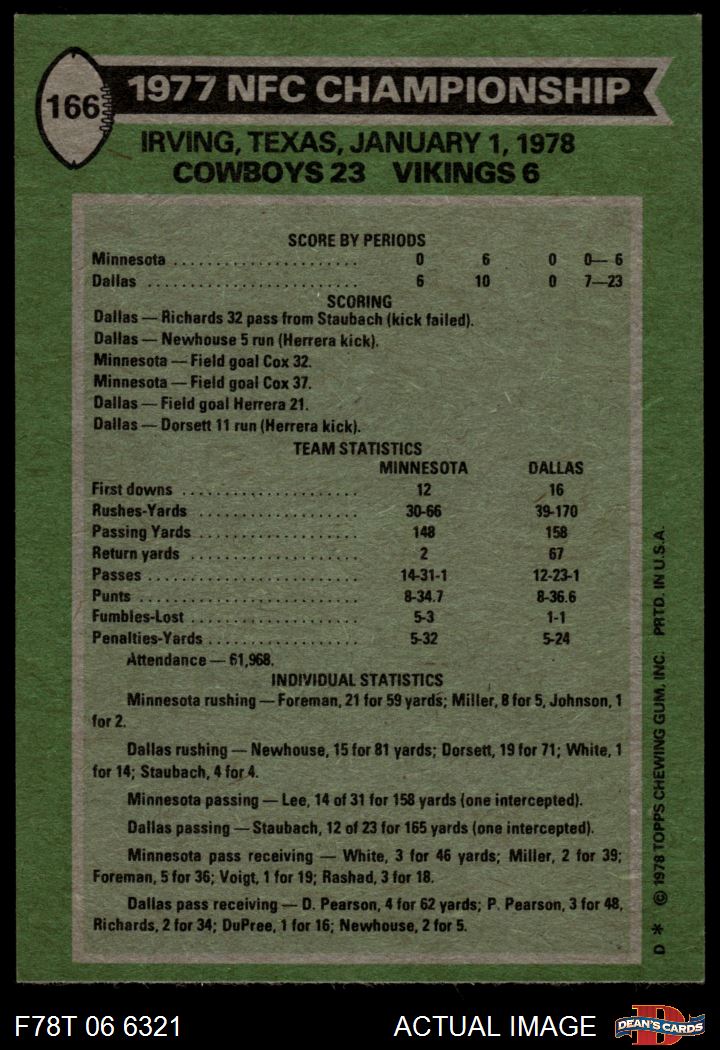 166
1977 NFC CHAMPIONSHIP
IRVING, TEXAS, JANUARY 1, 1978
COWBOYS 23 VIKINGS 6
SCORE BY PERIODS
Minnesota ...................... 0 6 0 0— 6
Dallas ......................... 6 10 0 7—23
SCORING
Dallas — Richards 32 pass from Staubach (kick failed).
Dallas — Newhouse 5 run (Herrera kick).
Minnesota — Field goal Cox 32.
Minnesota — Field goal Cox 37.
Dallas — Field goal Herrera 21.
Dallas — Dorsett 11 run (Herrera kick).
TEAM STATISTICS
MINNESOTA DALLAS
First downs ..................... 12 16
Rushes-Yards ................... 30-66 39-170
Passing Yards ................... 148 158
Return yards .................... 2 67
Passes ......................... 14-31-1 12-23-1
Punts .......................... 8-34.7 8-36.6
Fumbles-Lost ................... 5-3 1-1
Penalties-Yards .................. 5-32 5-24
Attendance — 61,968.
INDIVIDUAL STATISTICS
Minnesota rushing — Foreman, 21 for 59 yards; Miller, 8 for 5, Johnson, 1
for 2.
Dallas rushing — Newhouse, 15 for 81 yards; Dorsett, 19 for 71; White, 1
for 14; Staubach, 4 for 4.
Minnesota passing — Lee, 14 of 31 for 158 yards (one intercepted).
Dallas passing — Staubach, 12 of 23 for 165 yards (one intercepted).
Minnesota pass receiving — White, 3 for 46 yards; Miller, 2 for 39;
Foreman, 5 for 36; Voigt, 1 for 19; Rashad, 3 for 18.
Dallas pass receiving — D. Pearson, 4 for 62 yards; P. Pearson, 3 for 48,
Richards, 2 for 34; DuPree, 1 for 16; Newhouse, 2 for 5.
D * © 1978 TOPPS CHEWING GUM, INC. PRTD. IN U.S.A.
F78T 06 6321
ACTUAL IMAGE
D
DEAN'S CARDS